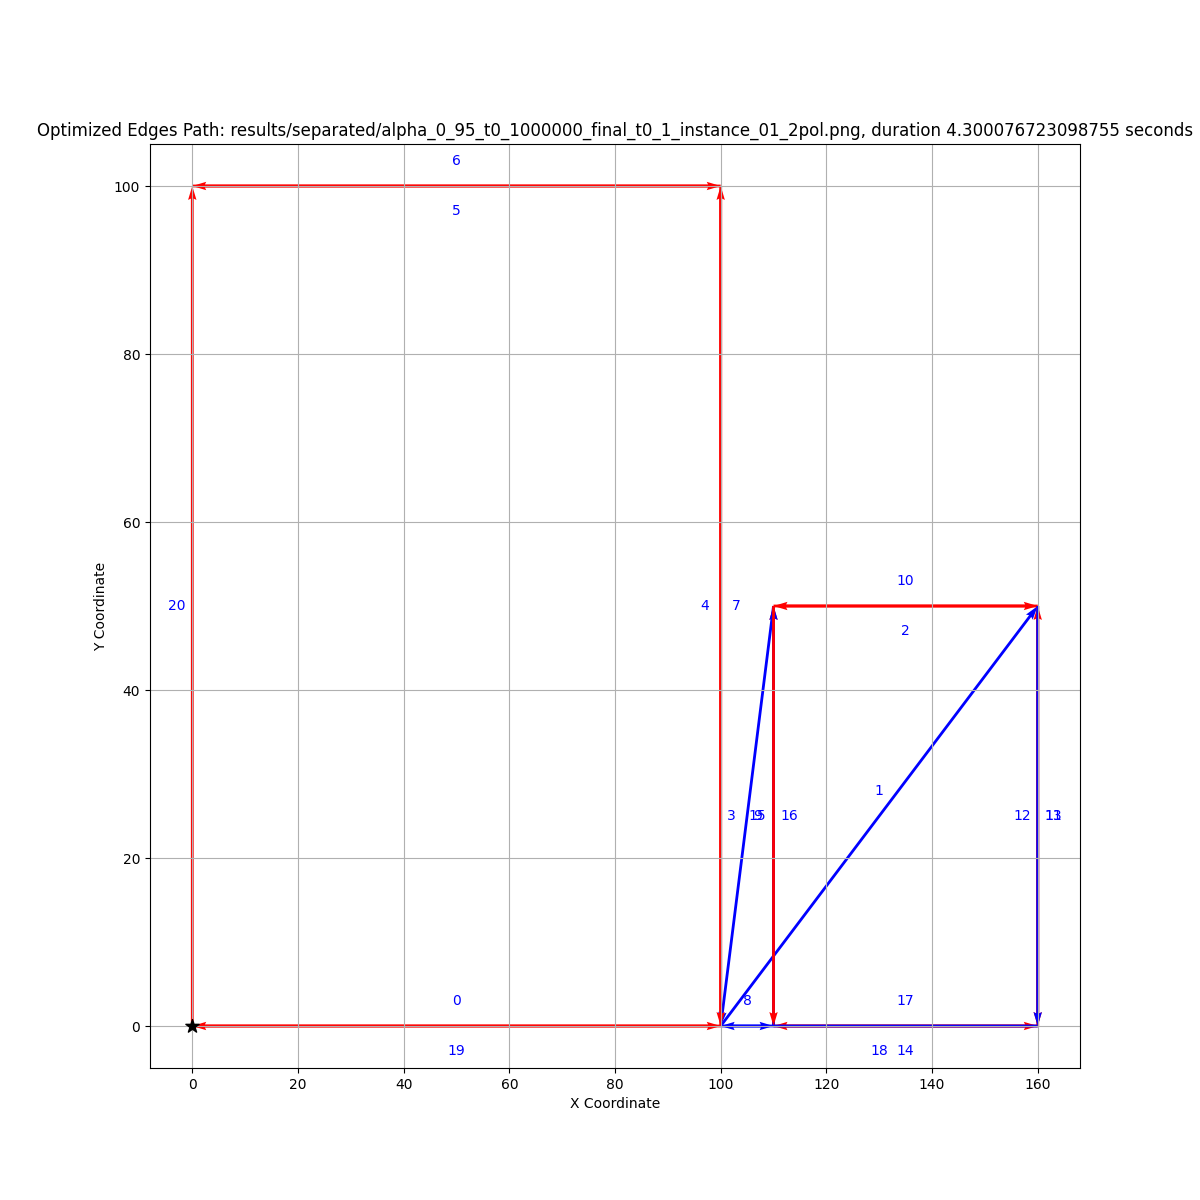 Optimized Edges Path: results/separated/alpha_0_95_t0_1000000_final_t0_1_instance_01_2pol.png, duration 4.300076723098755 seconds
6
100
5
80
60
20 4 7
10
2
Y Coordinate
40
1
3 15 9 16 12 11 13
20
0 8 17
0
19 18 14
0 20 40 60 80 100 120 140 160
X Coordinate